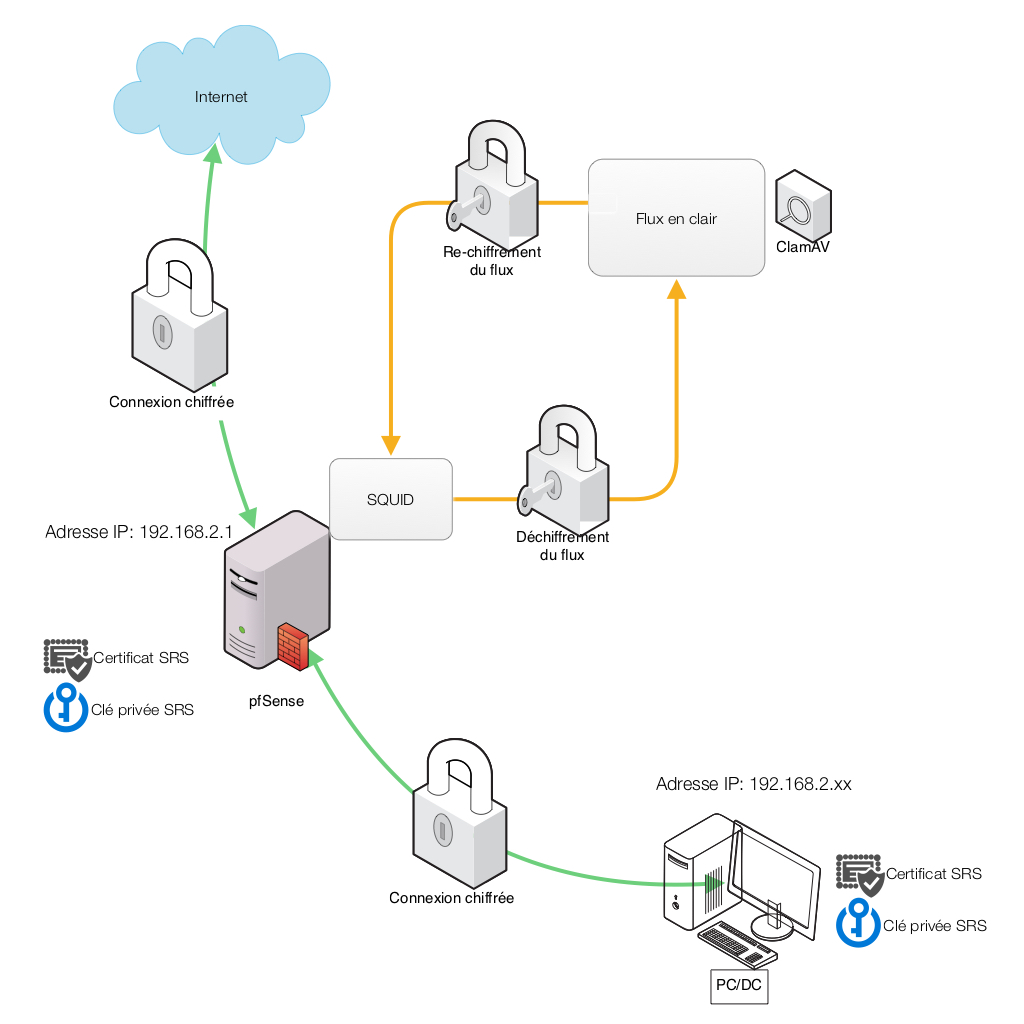 Internet
Flux en clair
ClamAV
Re-chiffrement
du flux
Connexion chiffrée
SQUID
Adresse IP: 192.168.2.1
Déchiffrement
du flux
Certificat SRS
Clé privée SRS
pfSense
Adresse IP: 192.168.2.xx
Connexion chiffrée
Certificat SRS
Clé privée SRS
PC/DC